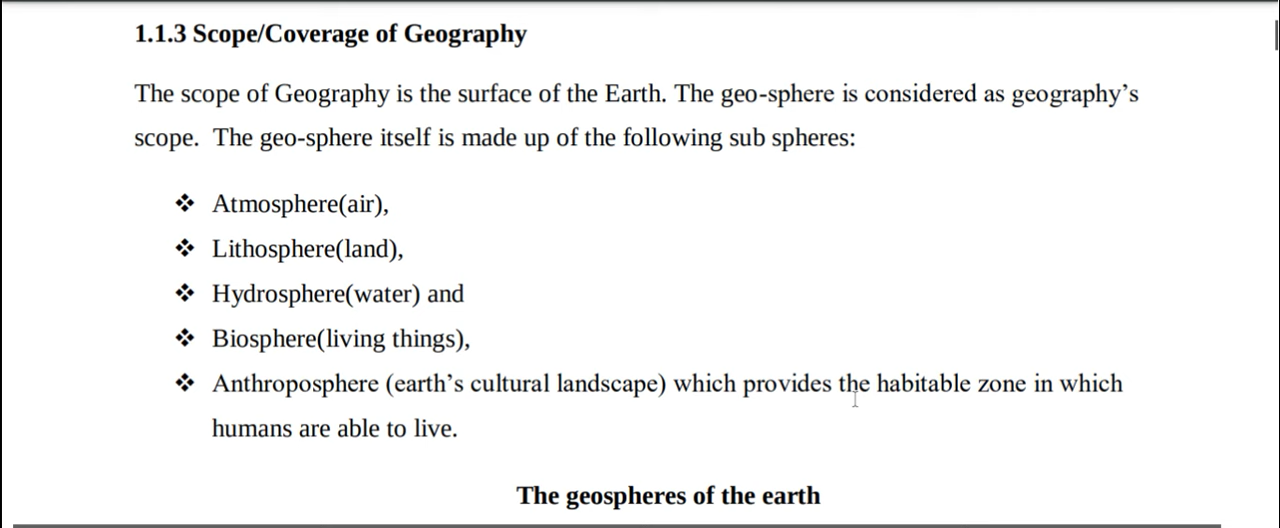 1.1.3 Scope/Coverage of Geography
The scope of Geography is the surface of the Earth. The geo-sphere is considered as geography’s
scope.  The geo-sphere itself is made up of the following sub spheres:
❖ Atmosphere(air),
❖ Lithosphere(land),
❖ Hydrosphere(water) and
❖ Biosphere(living things),
❖ Anthroposphere (earth’s cultural landscape) which provides the habitable zone in which
humans are able to live.
The geospheres of the earth